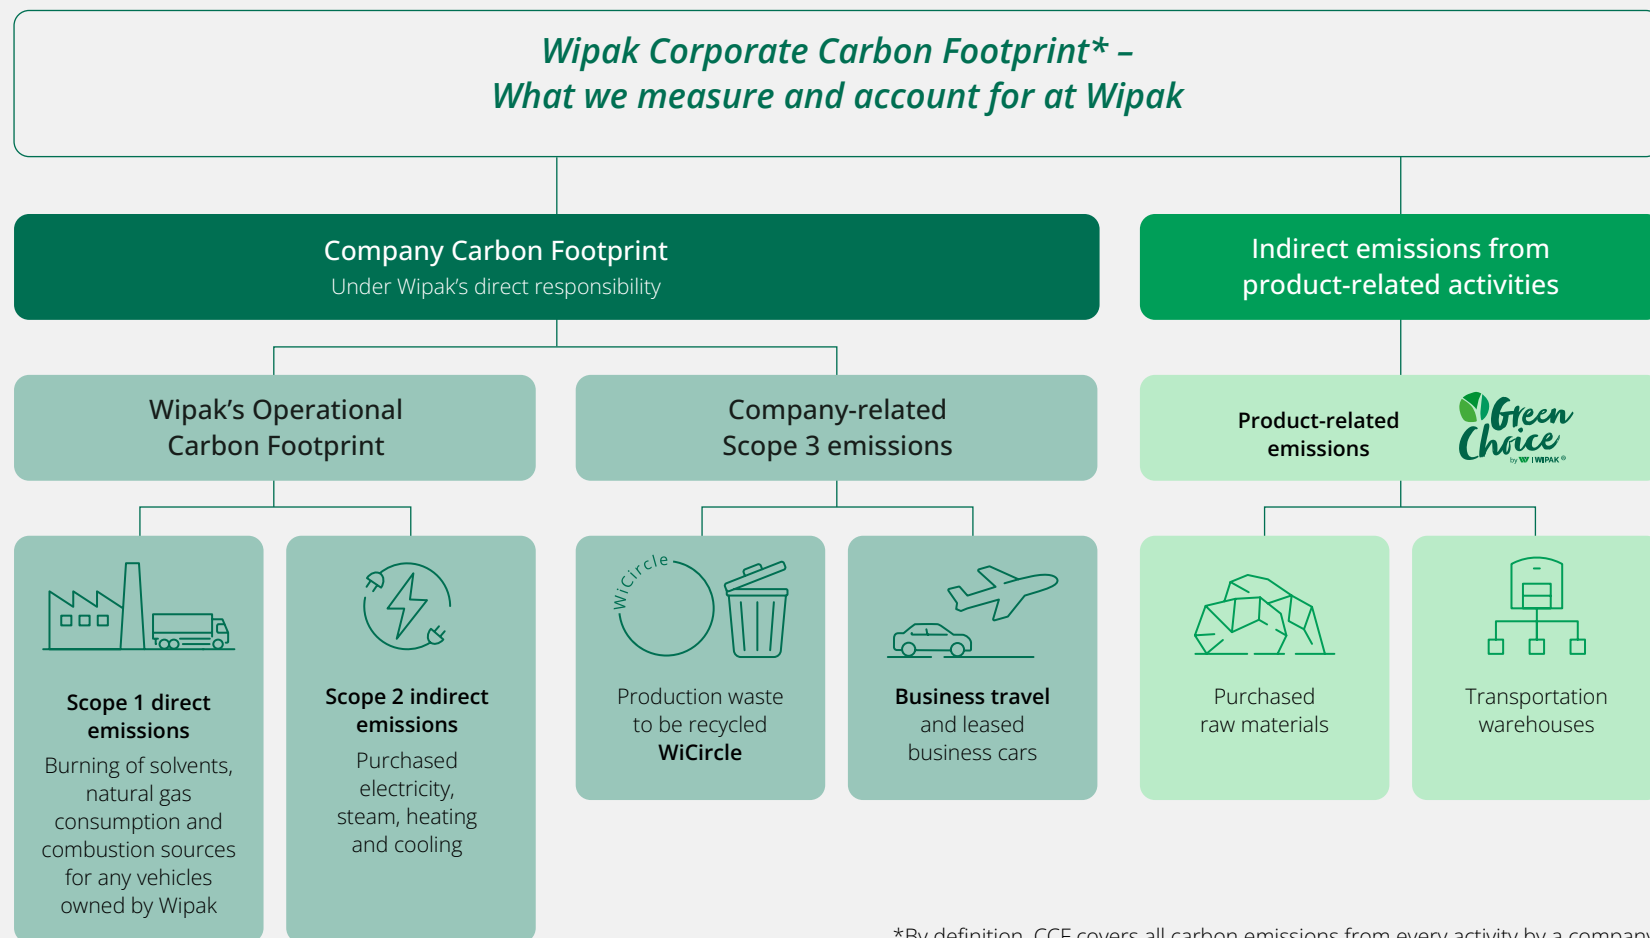 Wipak Corporate Carbon Footprint* –
What we measure and account for at Wipak
Company Carbon Footprint
Under Wipak’s direct responsibility
Indirect emissions from
product-related activities
Wipak’s Operational
Carbon Footprint
Company-related
Scope 3 emissions
Product-related
emissions
Green
Choice
by W WIPAK ®
Scope 1 direct
emissions
Burning of solvents,
natural gas
consumption and
combustion sources
for any vehicles
owned by Wipak
Scope 2 indirect
emissions
Purchased
electricity,
steam, heating
and cooling
WiCircle
Production waste
to be recycled
WiCircle
Business travel
and leased
business cars
Purchased
raw materials
Transportation
warehouses
*By definition, CCF covers all carbon emissions from every activity by a company